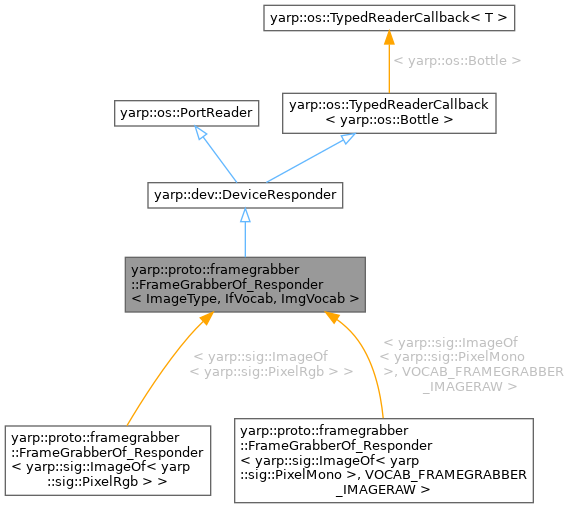 yarp::os::TypedReaderCallback< T >
< yarp::os::Bottle >
yarp::os::PortReader
yarp::os::TypedReaderCallback
< yarp::os::Bottle >
yarp::dev::DeviceResponder
yarp::proto::framegrabber
::FrameGrabberOf_Responder
< ImageType, IfVocab, ImgVocab >
< yarp::sig::ImageOf
< yarp::sig::PixelRgb > >
< yarp::sig::ImageOf
< yarp::sig::PixelMono
>, VOCAB_FRAMEGRABBER
_IMAGERAW >
yarp::proto::framegrabber
::FrameGrabberOf_Responder
< yarp::sig::ImageOf< yarp
::sig::PixelRgb > >
yarp::proto::framegrabber
::FrameGrabberOf_Responder
< yarp::sig::ImageOf< yarp
::sig::PixelMono >, VOCAB_FRAMEGRABBER
_IMAGERAW >